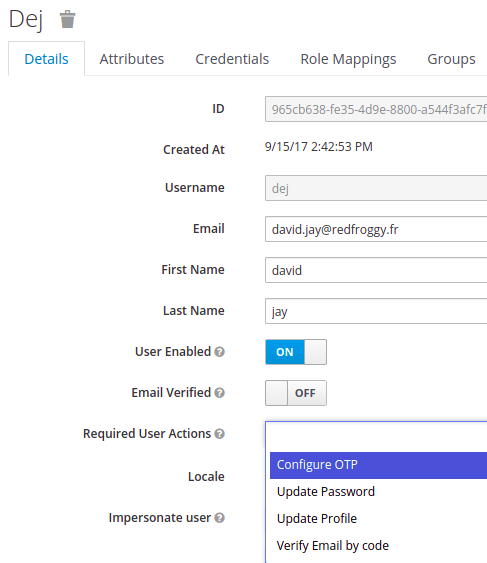 Dej
Details Attributes Credentials Role Mappings Groups
ID 965cb638-fe35-4d9e-8800-a544f3afc7f
Created At 9/15/17 2:42:53 PM
Username dej
Email david.jay@redfroggy.fr
First Name david
Last Name jay
User Enabled ON
Email Verified OFF
Required User Actions
Configure OTP
Locale
Update Password
Update Profile
Impersonate user
Verify Email by code